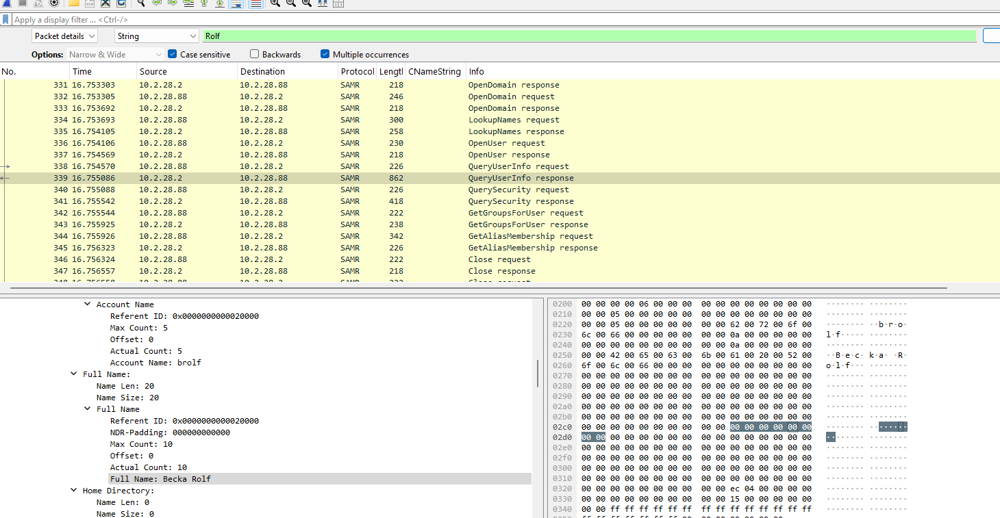 Apply a display filter ... <Ctrl-/>
Packet details String Rolf
Options: Narrow & Wide Case sensitive Backwards Multiple occurrences
No. Time Source Destination Protocol Lengtl CNameString Info
331 16.753303 10.2.28.2 10.2.28.88 SAMR 218 OpenDomain response
332 16.753305 10.2.28.88 10.2.28.2 SAMR 246 OpenDomain request
333 16.753692 10.2.28.2 10.2.28.88 SAMR 218 OpenDomain response
334 16.753693 10.2.28.88 10.2.28.2 SAMR 300 LookupNames request
335 16.754105 10.2.28.2 10.2.28.88 SAMR 258 LookupNames response
336 16.754106 10.2.28.88 10.2.28.2 SAMR 230 OpenUser request
337 16.754569 10.2.28.2 10.2.28.88 SAMR 218 OpenUser response
338 16.754570 10.2.28.88 10.2.28.2 SAMR 226 QueryUserInfo request
339 16.755086 10.2.28.2 10.2.28.88 SAMR 862 QueryUserInfo response
340 16.755088 10.2.28.88 10.2.28.2 SAMR 226 QuerySecurity request
341 16.755542 10.2.28.2 10.2.28.88 SAMR 418 QuerySecurity response
342 16.755544 10.2.28.88 10.2.28.2 SAMR 222 GetGroupsForUser request
343 16.755925 10.2.28.2 10.2.28.88 SAMR 238 GetGroupsForUser response
344 16.755926 10.2.28.88 10.2.28.2 SAMR 342 GetAliasMembership request
345 16.756323 10.2.28.2 10.2.28.88 SAMR 226 GetAliasMembership response
346 16.756324 10.2.28.88 10.2.28.2 SAMR 222 Close request
347 16.756557 10.2.28.2 10.2.28.88 SAMR 218 Close response
Account Name
Referent ID: 0x0000000000020000
Max Count: 5
Offset: 0
Actual Count: 5
Account Name: brolf
Full Name:
Name Len: 20
Name Size: 20
Full Name
Referent ID: 0x0000000000020000
NDR-Padding: 000000000000
Max Count: 10
Offset: 0
Actual Count: 10
Full Name: Becka Rolf
Home Directory:
Name Len: 0
Name Size: 0
0200 00 00 00 00 06 00 00 00 00 00 00 00 00 00 00 00 ········ ········
0210 00 00 05 00 00 00 00 00 00 00 00 00 00 00 00 00 ········ ········
0220 00 00 05 00 00 00 00 00 00 00 62 00 72 00 6f 00 ········ ··b·r·o·
0230 6c 00 66 00 00 00 00 00 00 00 0a 00 00 00 00 00 l·f····· ········
0240 00 00 00 00 00 00 00 00 00 00 0a 00 00 00 00 00 ········ ········
0250 00 00 42 00 65 00 63 00 6b 00 61 00 20 00 52 00 ··B·e·c· k·a· ·R·
0260 6f 00 6c 00 66 00 00 00 00 00 00 00 00 00 00 00 o·l·f··· ········
0270 00 00 00 00 00 00 00 00 00 00 00 00 00 00 00 00 ········ ········
0280 00 00 00 00 00 00 00 00 00 00 00 00 00 00 00 00 ········ ········
0290 00 00 00 00 00 00 00 00 00 00 00 00 00 00 00 00 ········ ········
02a0 00 00 00 00 00 00 00 00 00 00 00 00 00 00 00 00 ········ ········
02b0 00 00 00 00 00 00 00 00 00 00 00 00 00 00 00 00 ········ ········
02c0 00 00 00 00 00 00 00 00 00 00 00 00 00 00 00 00 ········ ········
02d0 00 00 00 00 00 00 00 00 00 00 00 00 00 00 00 00 ········ ········
02e0 00 00 00 00 00 00 00 00 00 00 00 00 00 00 00 00 ········ ········
02f0 00 00 00 00 00 00 00 00 00 00 00 00 00 00 00 00 ········ ········
0300 00 00 00 00 00 00 00 00 00 00 00 00 00 00 00 00 ········ ········
0310 00 00 00 00 00 00 00 00 00 00 00 00 00 00 00 00 ········ ········
0320 00 00 00 00 00 00 00 00 00 00 ec 04 00 00 00 00 ········ ········
0330 00 00 00 00 00 00 00 00 00 00 15 00 00 00 00 00 ········ ········
0340 00 00 ff ff ff ff ff ff ff ff ff ff ff ff ff ff ········ ········